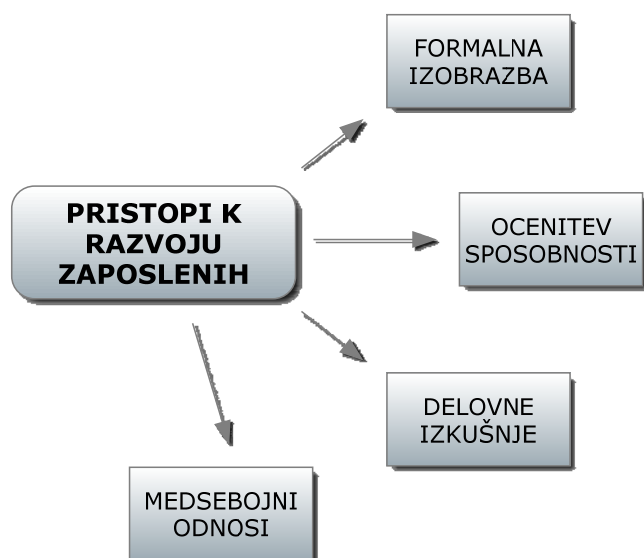 FORMALNA
IZOBRAZBA
PRISTOPI K
RAZVOJU
ZAPOSLENIH
OCENITEV
SPOSOBNOSTI
DELOVNE
IZKUŠNJE
MEDSEBOJNI
ODNOSI